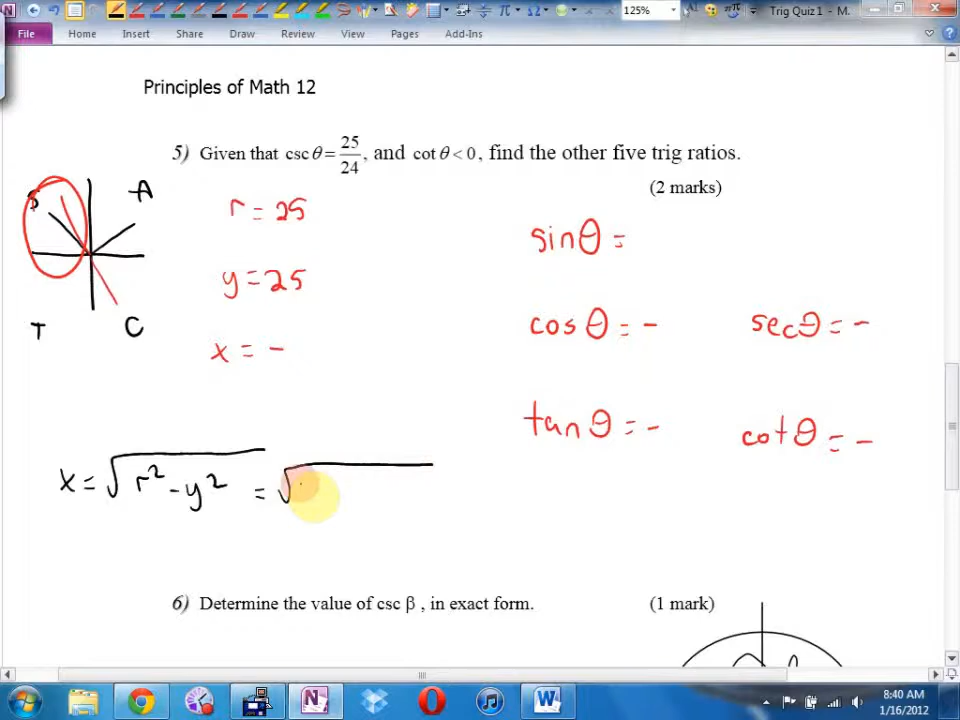 125%
Trig Quiz1 - M.
File Home Insert Share Draw Review View Pages Add-Ins
Principles of Math 12
5) Given that csc θ = 25/24, and cot θ < 0, find the other five trig ratios.
(2 marks)
S A
T C
r = 25
y = 25
x = -
sin θ =
cos θ = -
sec θ = -
tan θ = -
cot θ = -
x = √r² - y² = √
6) Determine the value of csc β , in exact form. (1 mark)
8:40 AM
1/16/2012